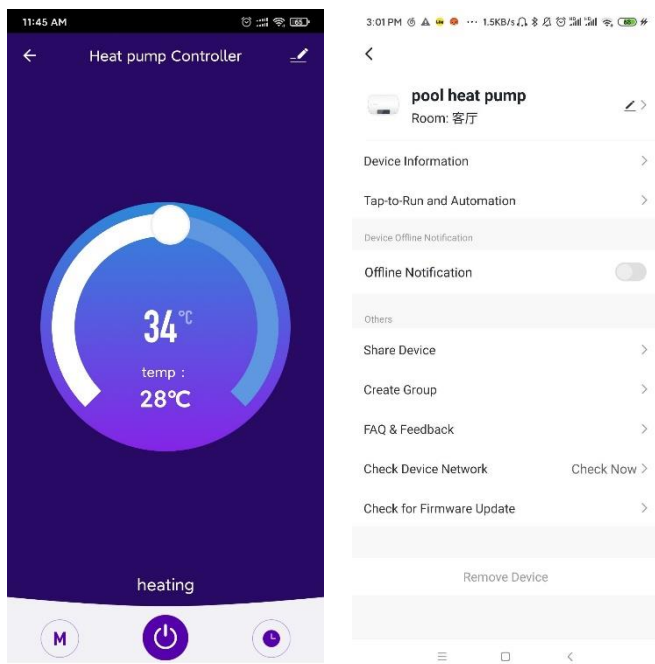 11:45 AM
65
Heat pump Controller
34 °C
temp :
28°C
heating
M
3:01 PM
1.5KB/s
pool heat pump
Room: 客厅
Device Information
Tap-to-Run and Automation
Device Offline Notification
Offline Notification
Others
Share Device
Create Group
FAQ & Feedback
Check Device Network Check Now
Check for Firmware Update
Remove Device